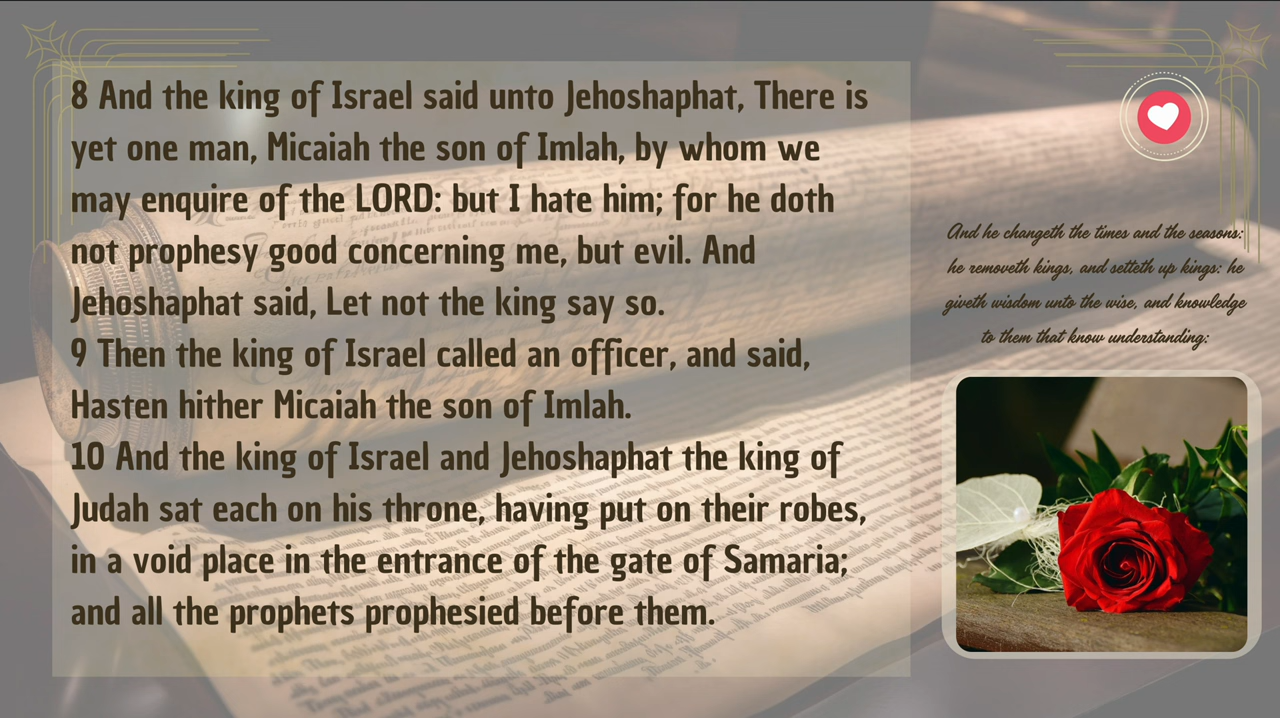 8 And the king of Israel said unto Jehoshaphat, There is
yet one man, Micaiah the son of Imlah, by whom we
may enquire of the LORD: but I hate him; for he doth
not prophesy good concerning me, but evil. And
Jehoshaphat said, Let not the king say so.
9 Then the king of Israel called an officer, and said,
Hasten hither Micaiah the son of Imlah.
10 And the king of Israel and Jehoshaphat the king of
Judah sat each on his throne, having put on their robes,
in a void place in the entrance of the gate of Samaria;
and all the prophets prophesied before them.
And he changeth the times and the seasons:
he removeth kings, and setteth up kings: he
giveth wisdom unto the wise, and knowledge
to them that know understanding: